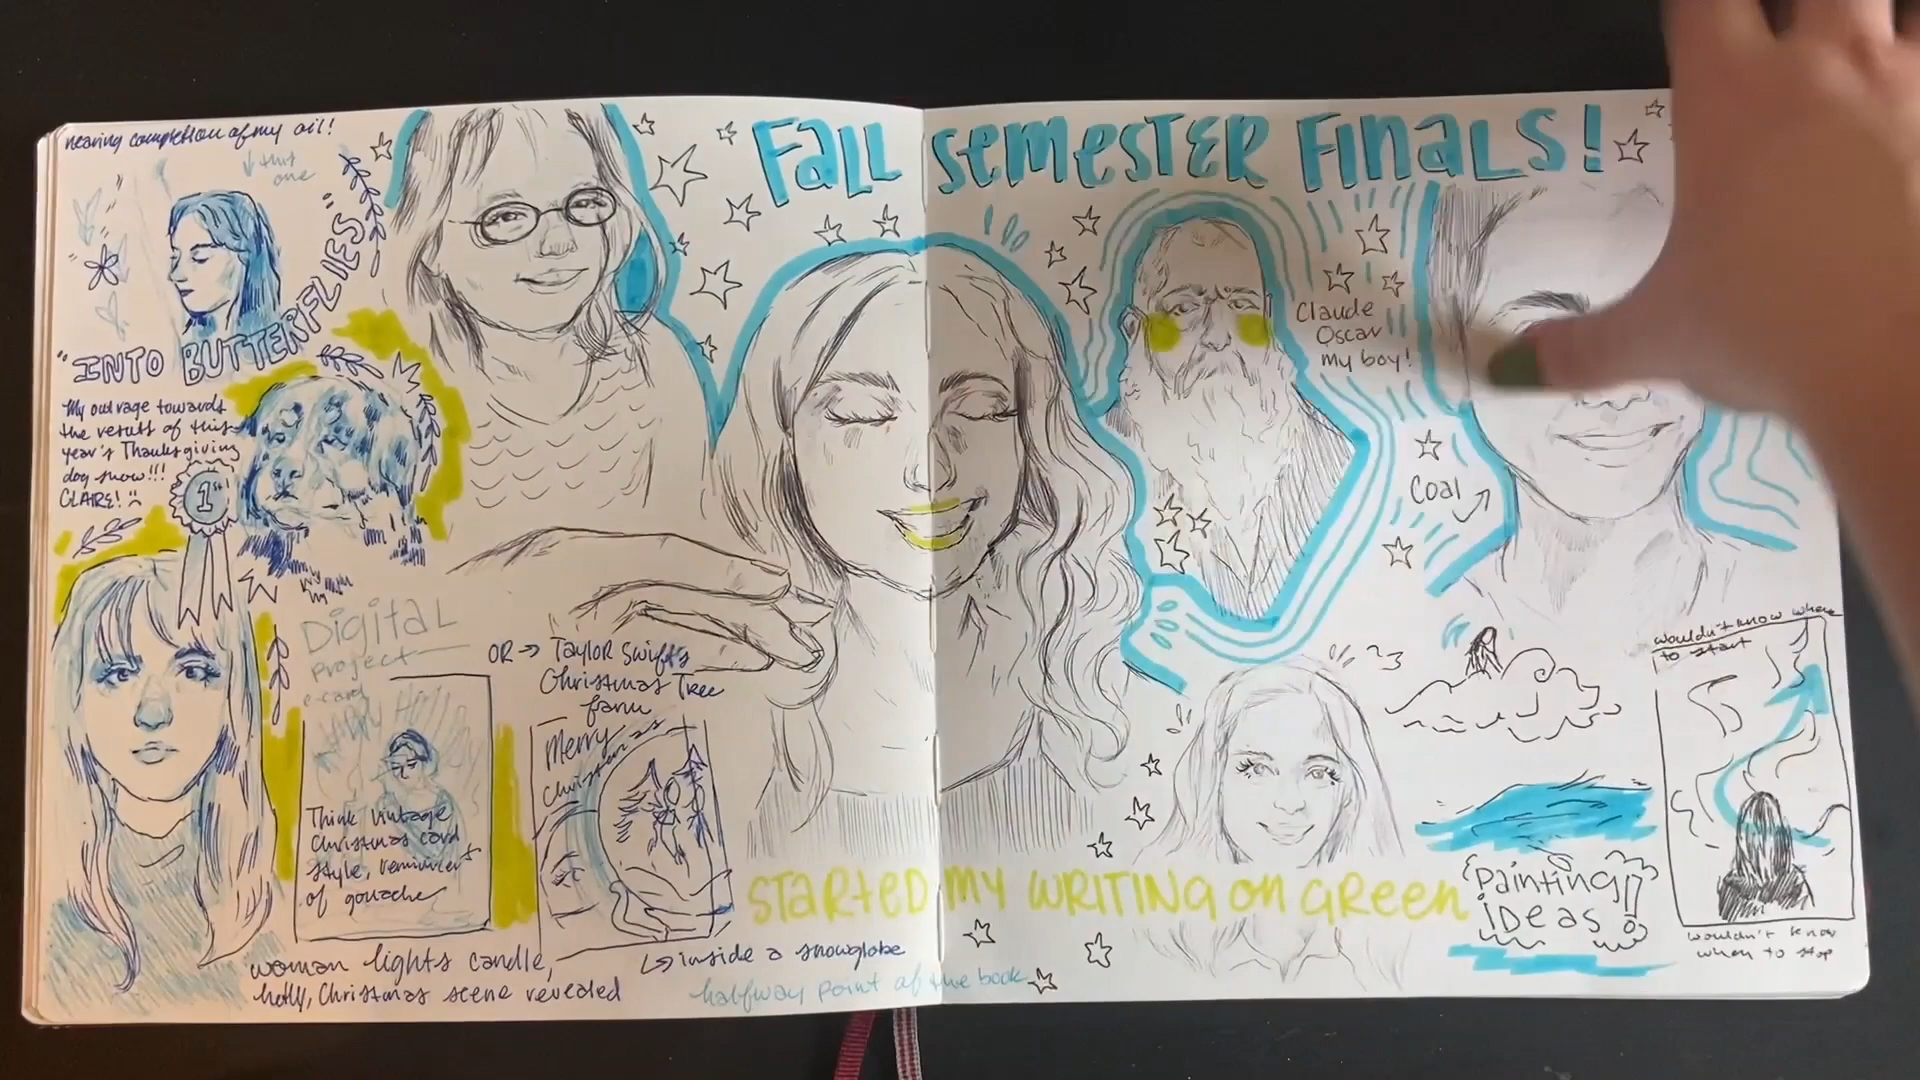 nearing completion of my oil!
↓ this
one
"INTO BUTTERFLIES"
My outrage towards
the result of this
year's Thanksgiving
dog show!!!
CLAIRE!
1st
Digital
project
e-card
OR → Taylor Swift's
Christmas Tree
farm
Merry
Christmas
Think vintage
Christmas card
style, reminiscent
of gouache
woman lights candle,
holly, Christmas scene revealed
↳ inside a snowglobe
halfway point of the book
FALL SEMESTER FINALS!
Claude
Oscar
my boy!
Coal
STARTED MY WRITING ON GREEN
painting
ideas
wouldn't know where
to start
wouldn't know
when to stop